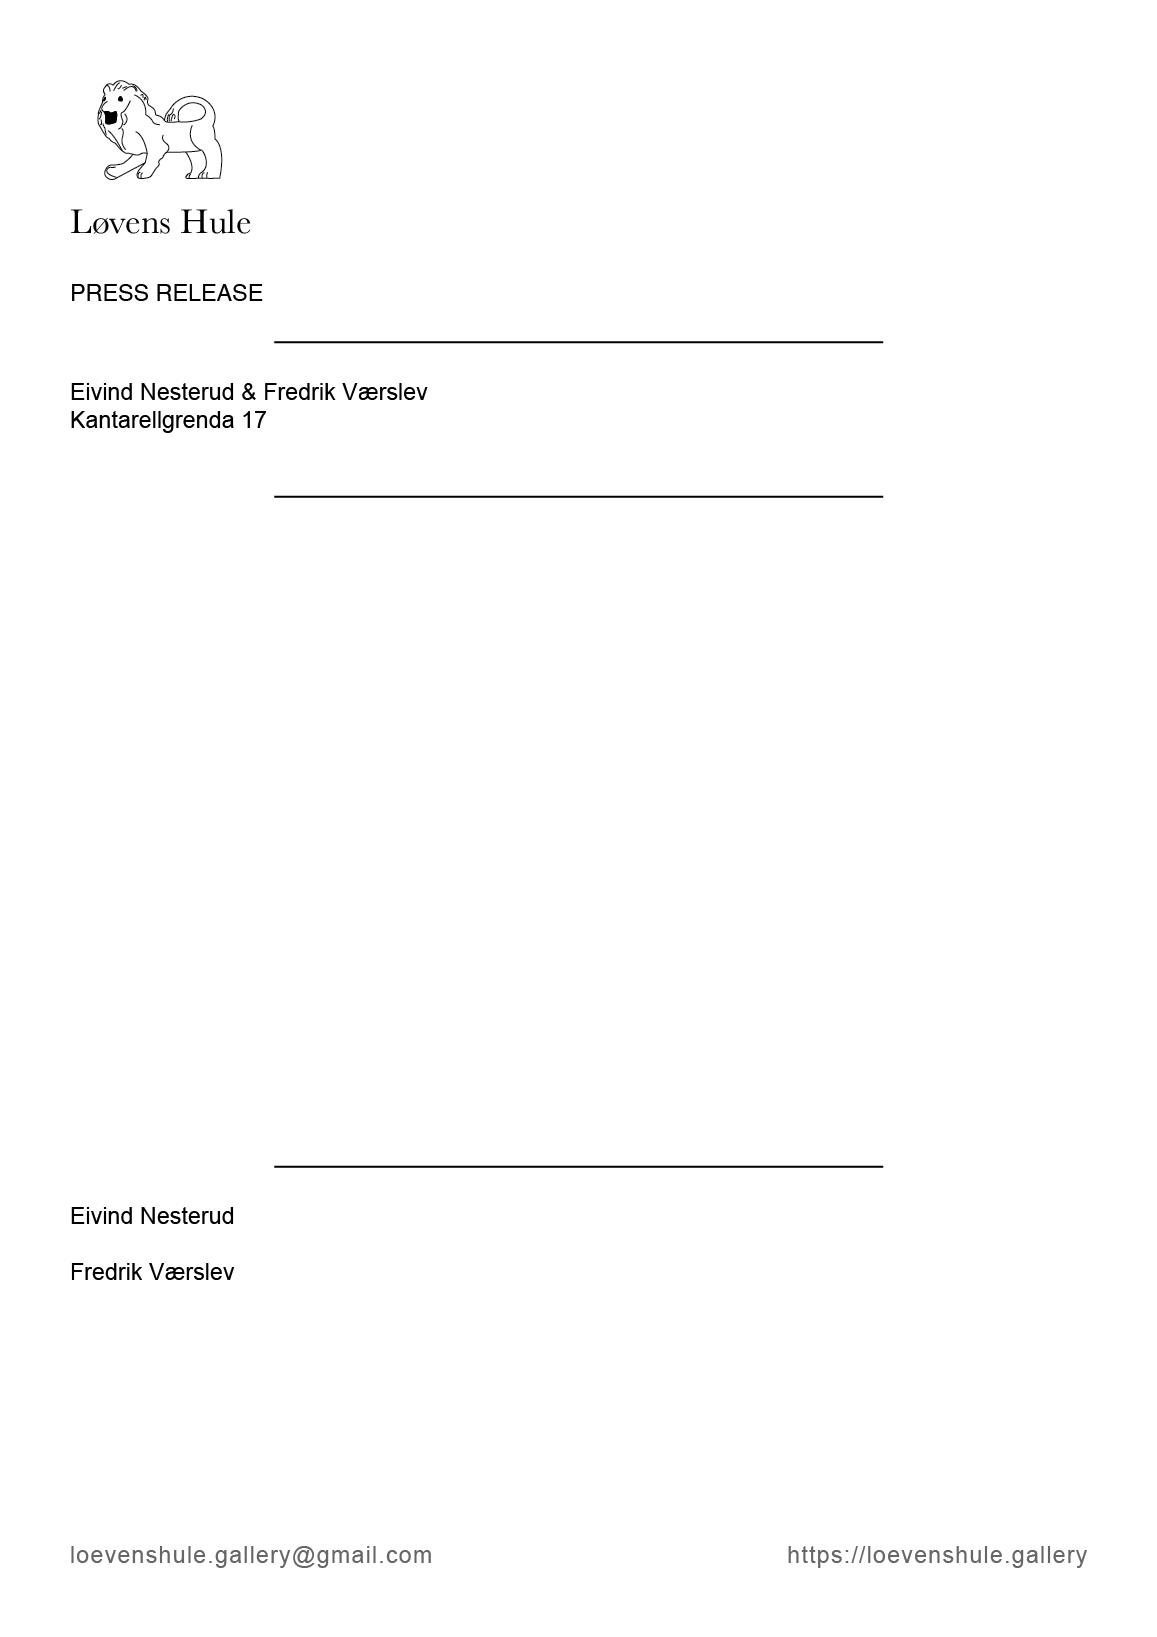 Løvens Hule
PRESS RELEASE
Eivind Nesterud & Fredrik Værslev
Kantarellgrenda 17
Eivind Nesterud
Fredrik Værslev
loevenshule.gallery@gmail.com
https://loevenshule.gallery